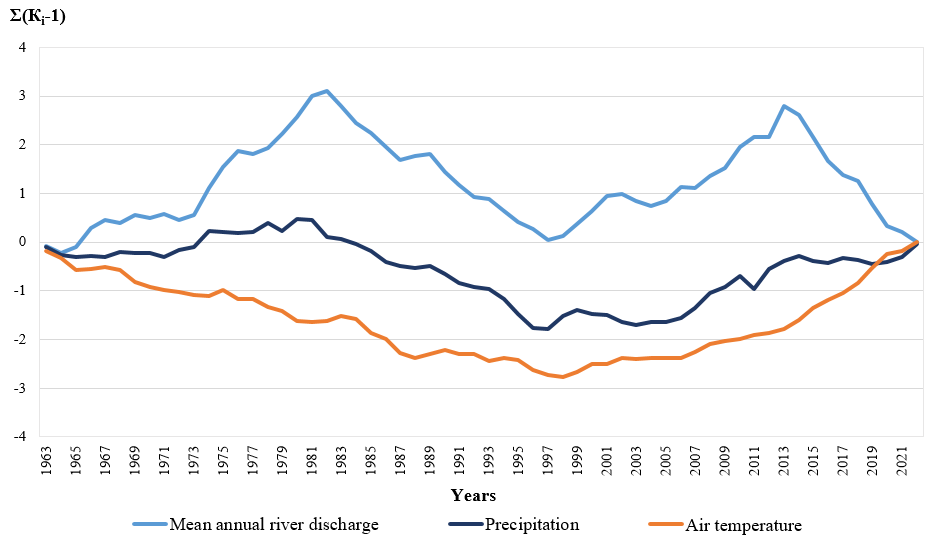 Σ(Kᵢ-1)
4
3
2
1
0
-1
-2
-3
-4
1963 1965 1967 1969 1971 1973 1975 1977 1979 1981 1983 1985 1987 1989 1991 1993 1995 1997 1999 2001 2003 2005 2007 2009 2011 2013 2015 2017 2019 2021
Years
Mean annual river discharge Precipitation Air temperature